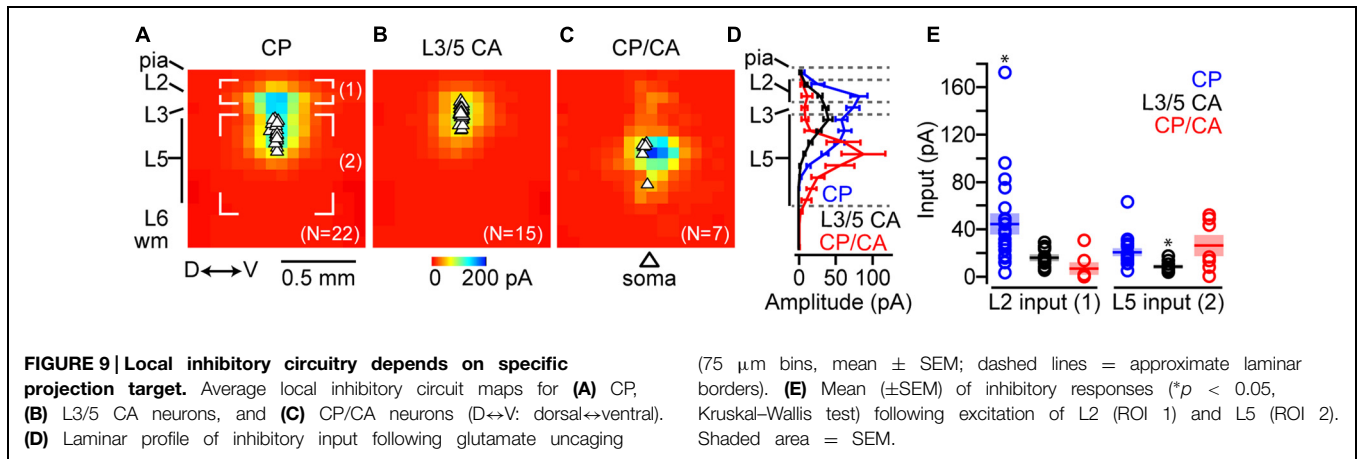 A
B
C
D
E
CP
L3/5 CA
CP/CA
pia
L2
L3
L5
L6
wm
(1)
(2)
(N=22)
(N=15)
(N=7)
D↔V
0.5 mm
0 200 pA
soma
pia
L2
L3
L5
CP
L3/5 CA
CP/CA
0 50 100
Amplitude (pA)
Input (pA)
160
120
80
40
0
*
*
CP
L3/5 CA
CP/CA
L2 input (1)
L5 input (2)
FIGURE 9 | Local inhibitory circuitry depends on specific
projection target. Average local inhibitory circuit maps for (A) CP,
(B) L3/5 CA neurons, and (C) CP/CA neurons (D↔V: dorsal↔ventral).
(D) Laminar profile of inhibitory input following glutamate uncaging
(75 μm bins, mean ± SEM; dashed lines = approximate laminar
borders). (E) Mean (±SEM) of inhibitory responses (*p < 0.05,
Kruskal–Wallis test) following excitation of L2 (ROI 1) and L5 (ROI 2).
Shaded area = SEM.